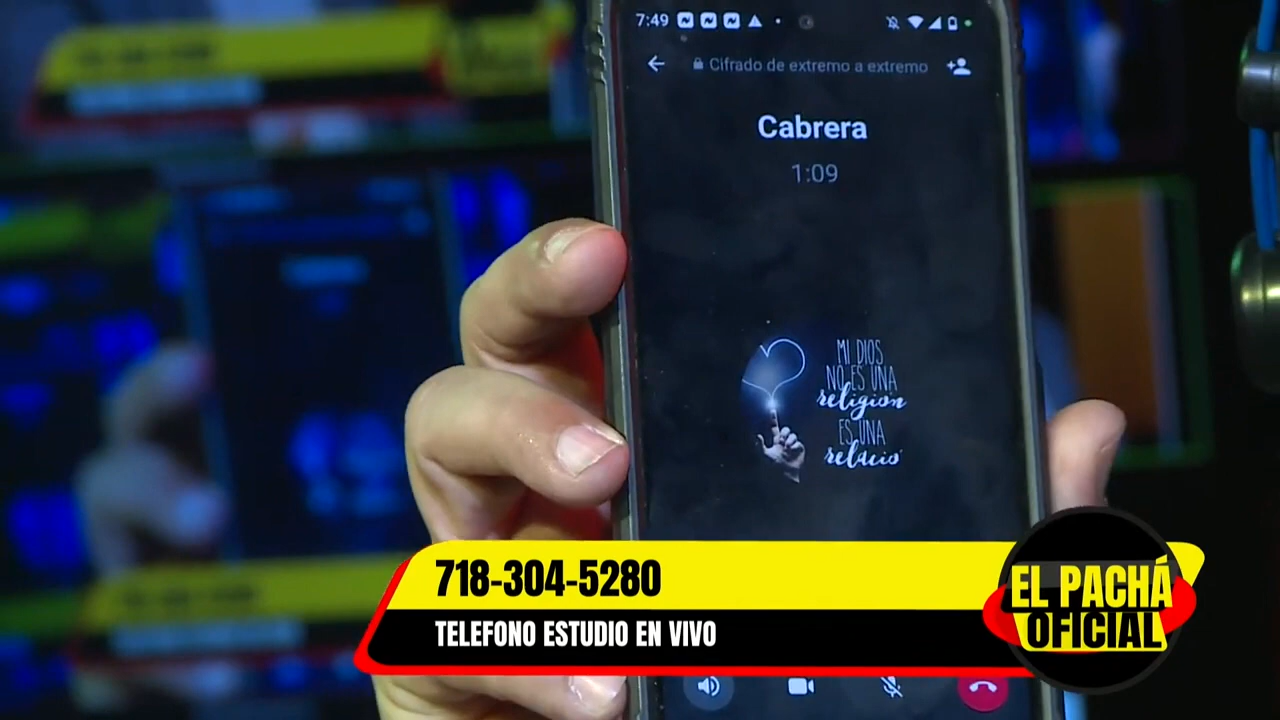 7:49
Cifrado de extremo a extremo
Cabrera
1:09
MI DIOS
NO ES UNA
religion
ES UNA
relacio
718-304-5280
TELEFONO ESTUDIO EN VIVO
EL PACHÁ
OFICIAL